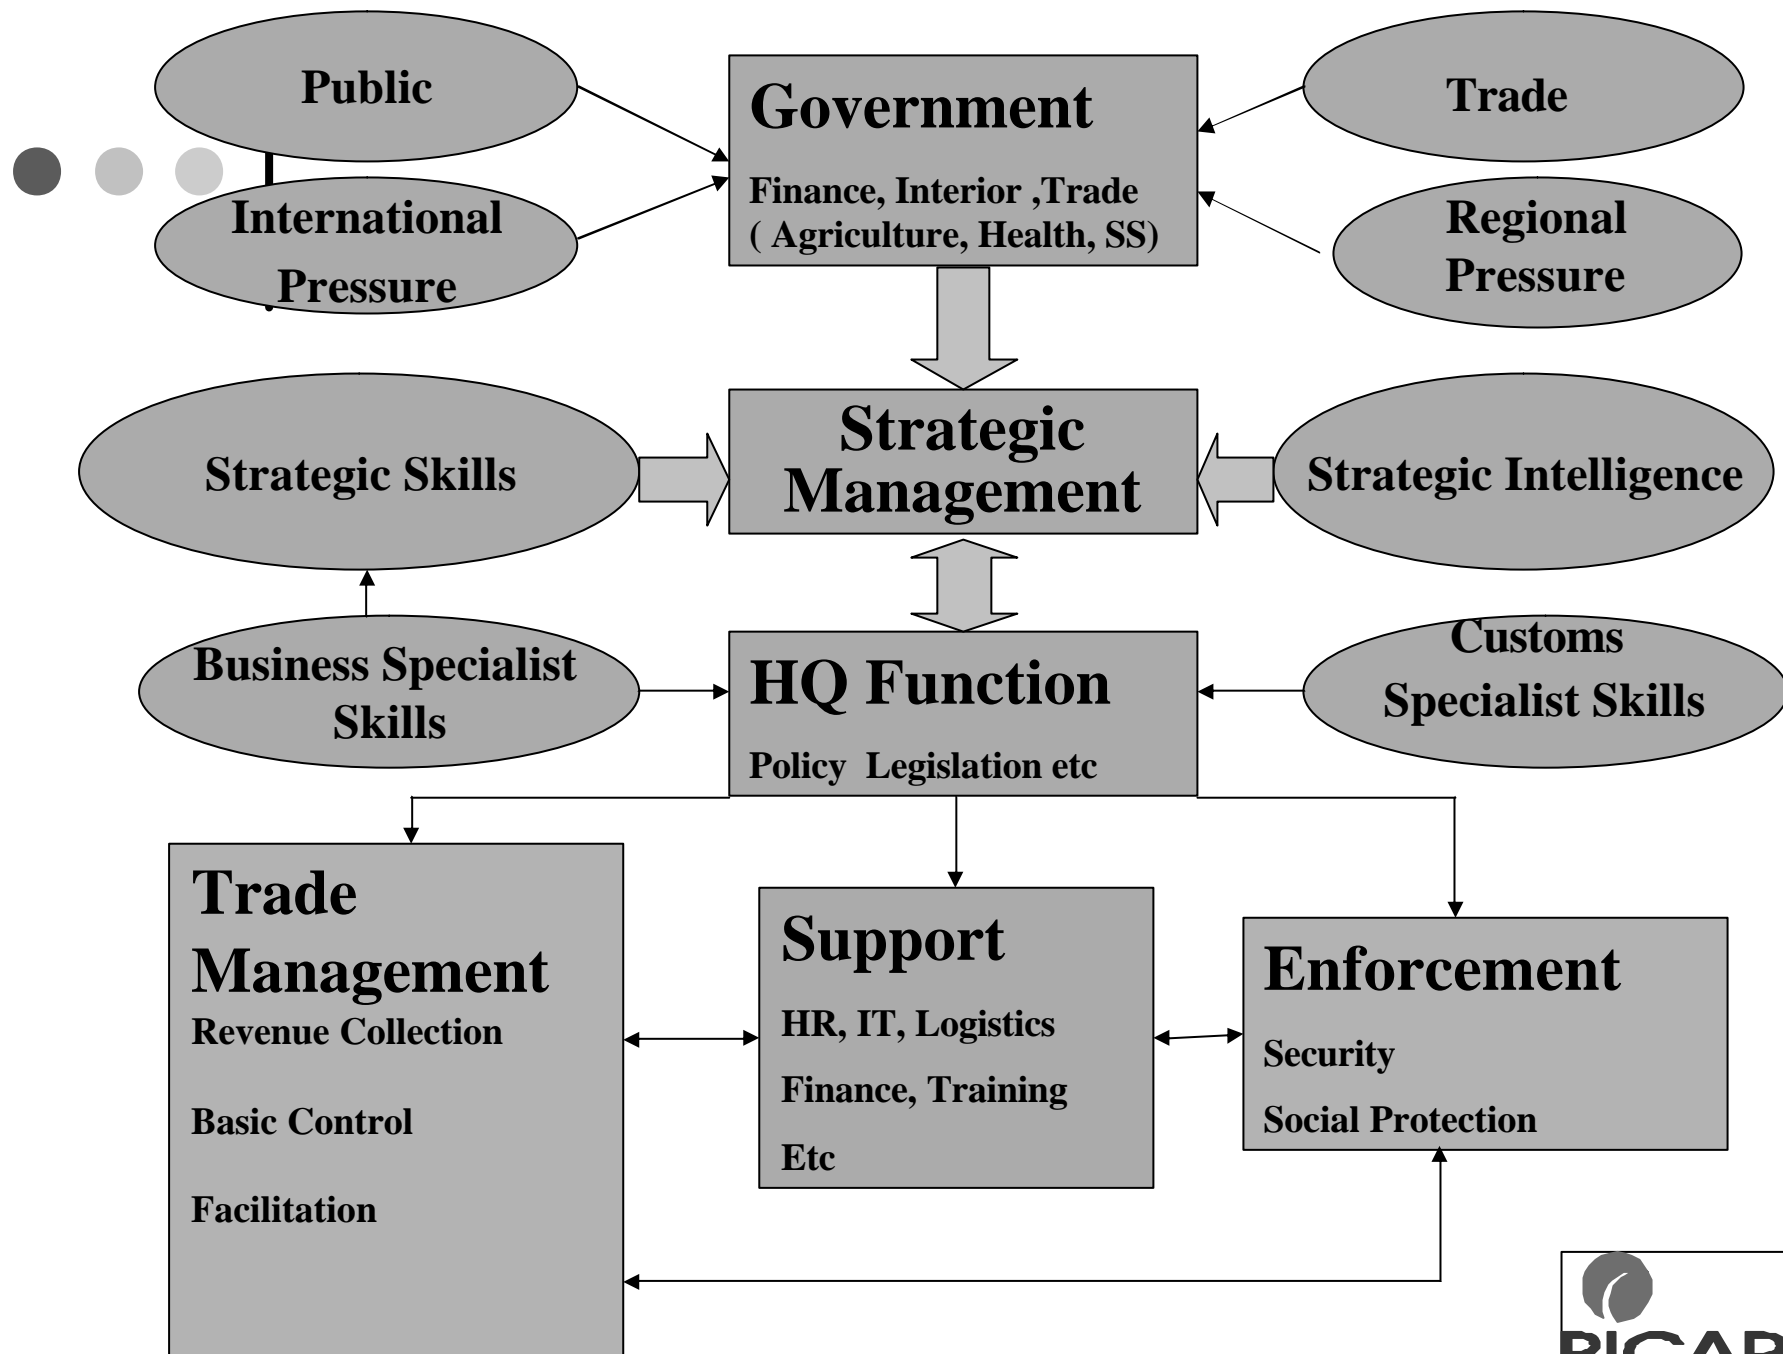 Public
Government
Trade
Finance, Interior ,Trade
( Agriculture, Health, SS)
International
Pressure
Regional
Pressure
Strategic Skills
Strategic
Management
Strategic Intelligence
Business Specialist
Skills
HQ Function
Policy  Legislation etc
Customs
Specialist Skills
Trade
Management
Revenue Collection
Basic Control
Facilitation
Support
HR, IT, Logistics
Finance, Training
Etc
Enforcement
Security
Social Protection